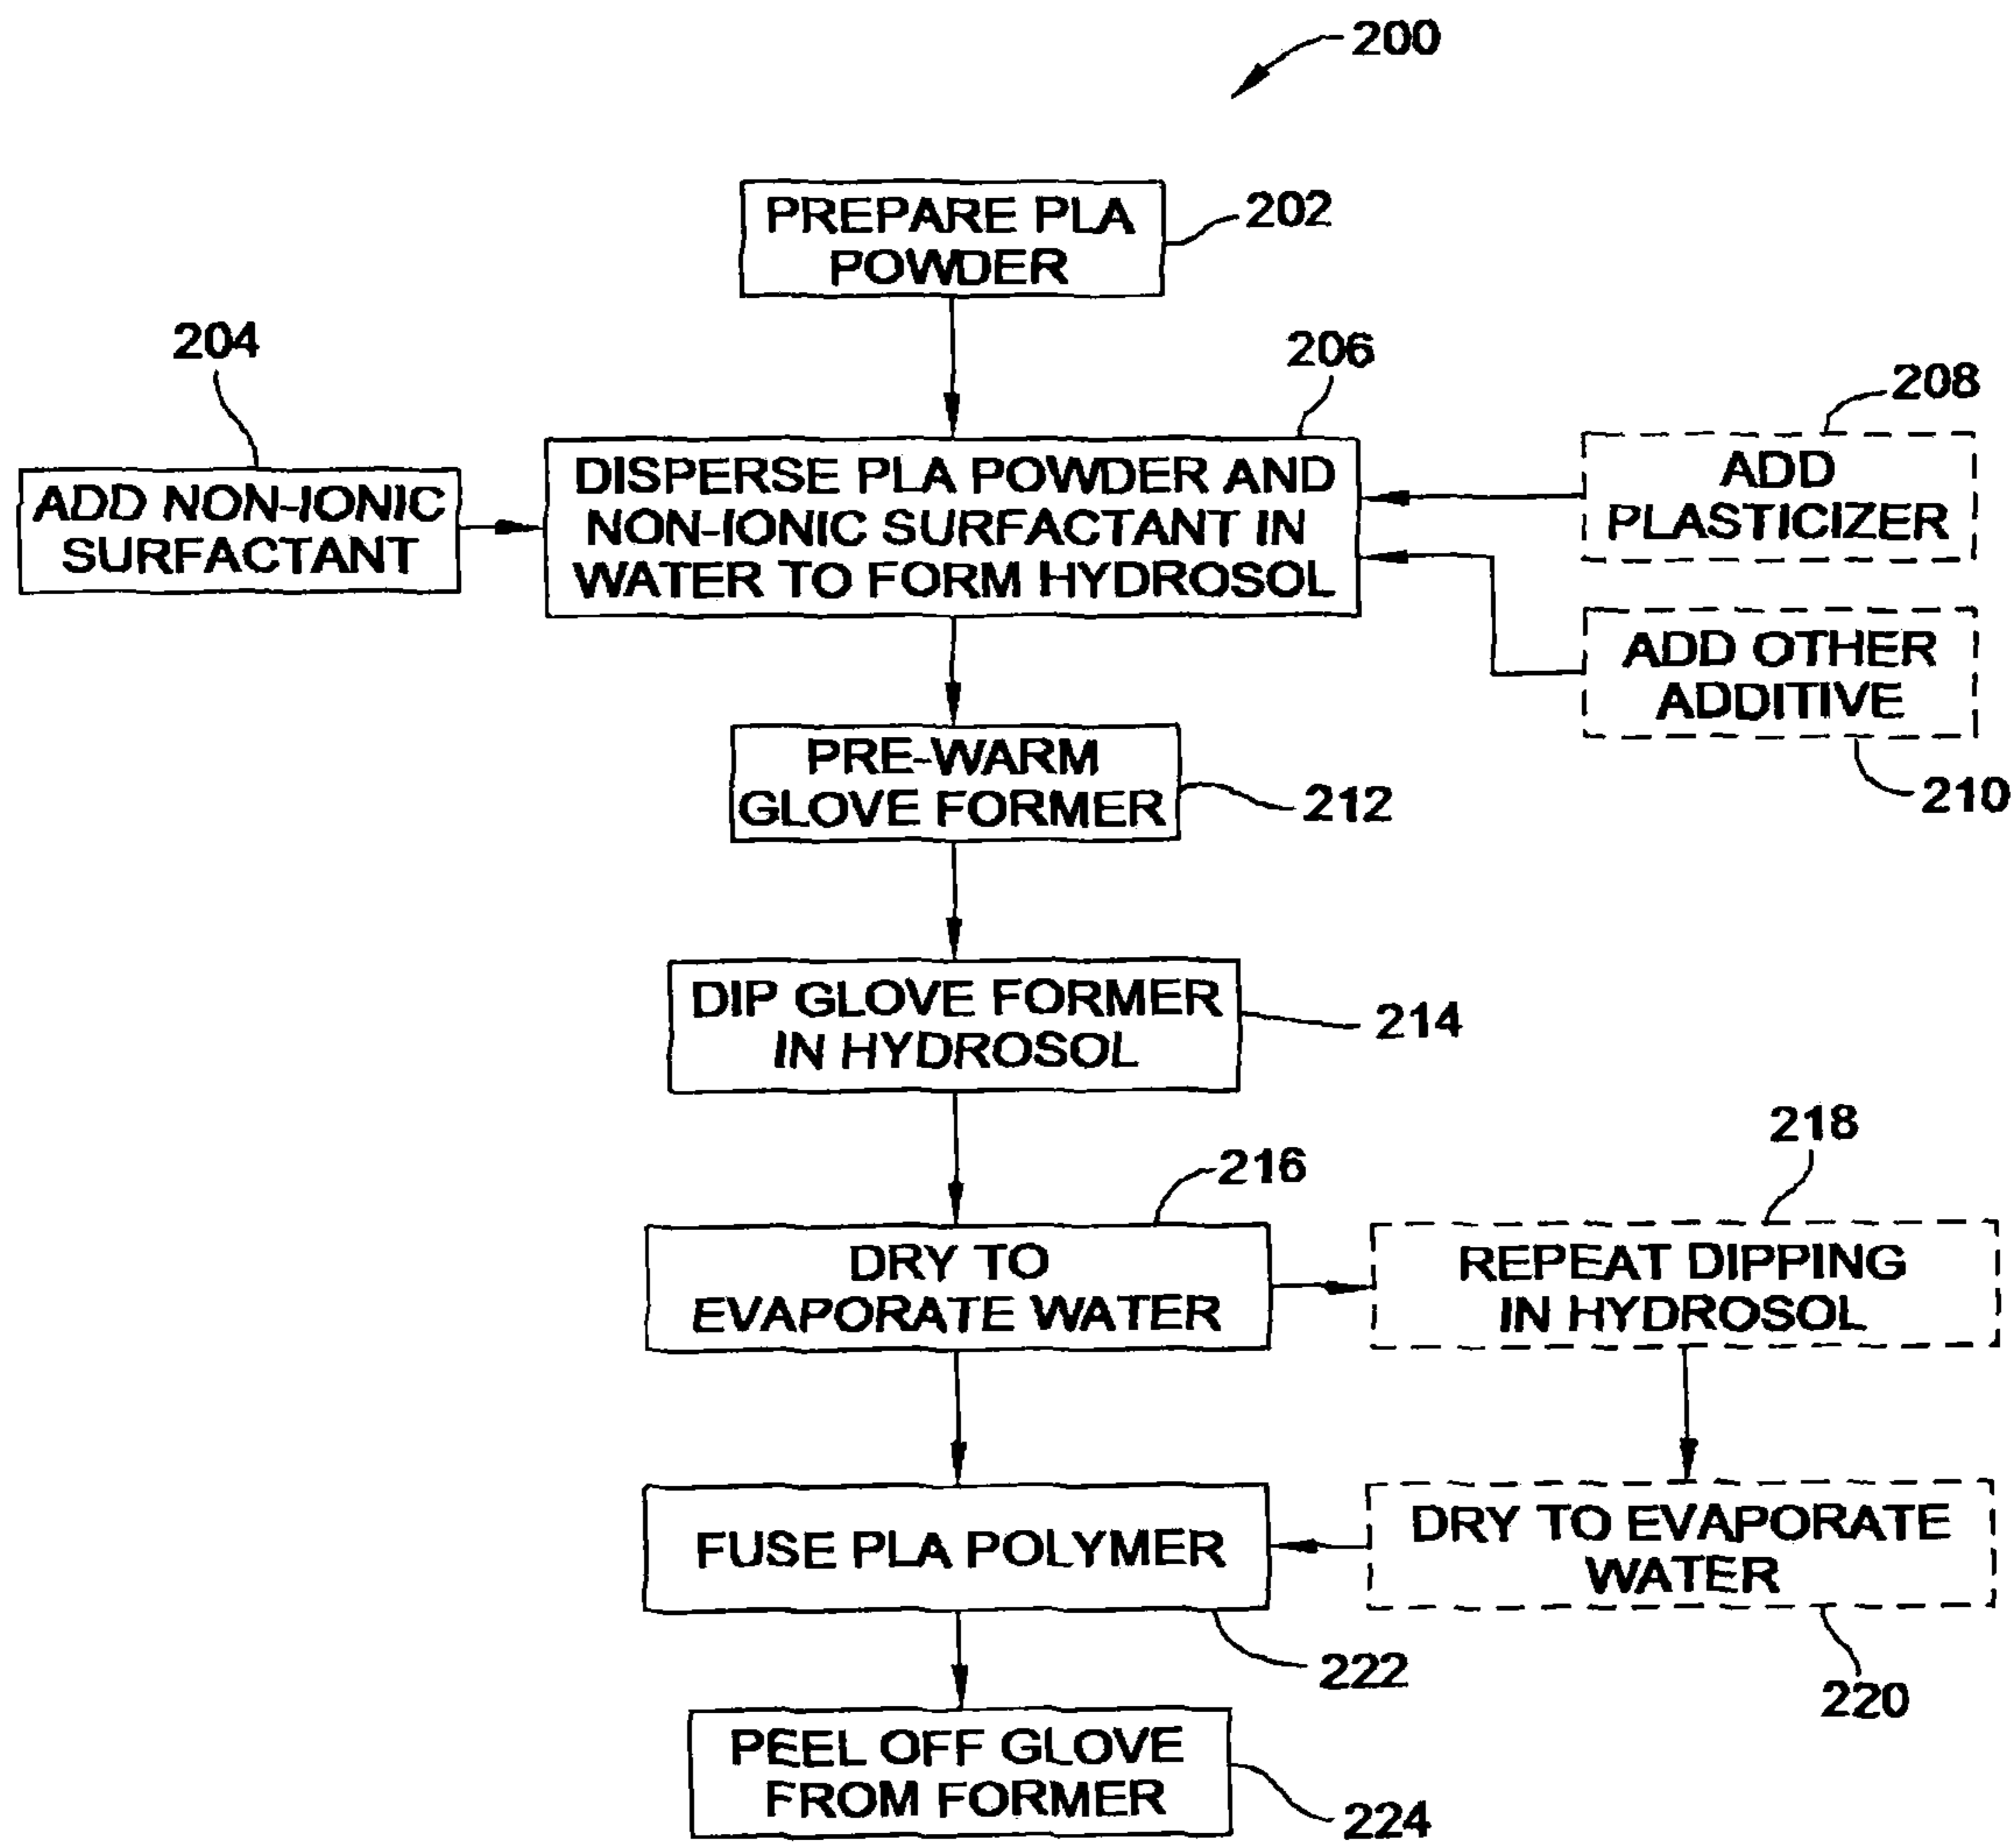 200
PREPARE PLA
POWDER
202
204
ADD NON-IONIC
SURFACTANT
206
DISPERSE PLA POWDER AND
NON-IONIC SURFACTANT IN
WATER TO FORM HYDROSOL
208
ADD
PLASTICIZER
ADD OTHER
ADDITIVE
210
PRE-WARM
GLOVE FORMER
212
DIP GLOVE FORMER
IN HYDROSOL
214
216
DRY TO
EVAPORATE WATER
218
REPEAT DIPPING
IN HYDROSOL
FUSE PLA POLYMER
222
DRY TO EVAPORATE
WATER
220
PEEL OFF GLOVE
FROM FORMER
224